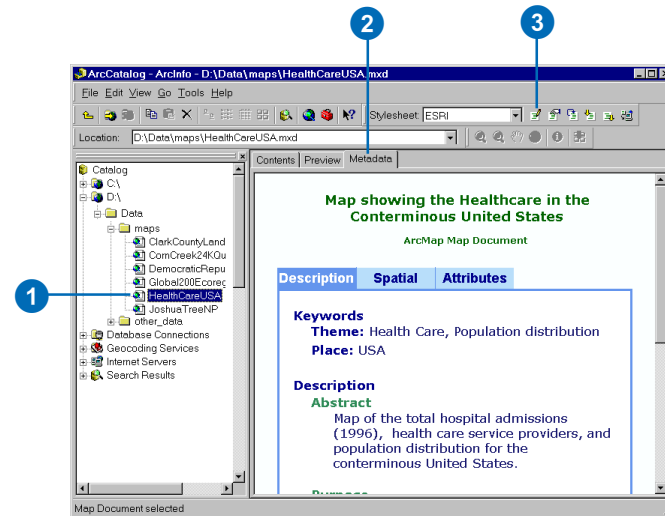 2
3
ArcCatalog - ArcInfo - D:\Data\maps\HealthCareUSA.mxd
File Edit View Go Tools Help
Stylesheet: ESRI
Location: D:\Data\maps\HealthCareUSA.mxd
Contents Preview Metadata
1
Catalog
C:\
D:\
Data
maps
ClarkCountyLand
ComCreek24KQu
DemocraticRepu
Global200Ecoreg
HealthCareUSA
JoshuaTreeNP
other_data
Database Connections
Geocoding Services
Internet Servers
Search Results
Map showing the Healthcare in the
Conterminous United States
ArcMap Map Document
Description Spatial Attributes
Keywords
Theme: Health Care, Population distribution
Place: USA
Description
Abstract
Map of the total hospital admissions
(1996), health care service providers, and
population distribution for the
conterminous United States.
Purpose
Map Document selected